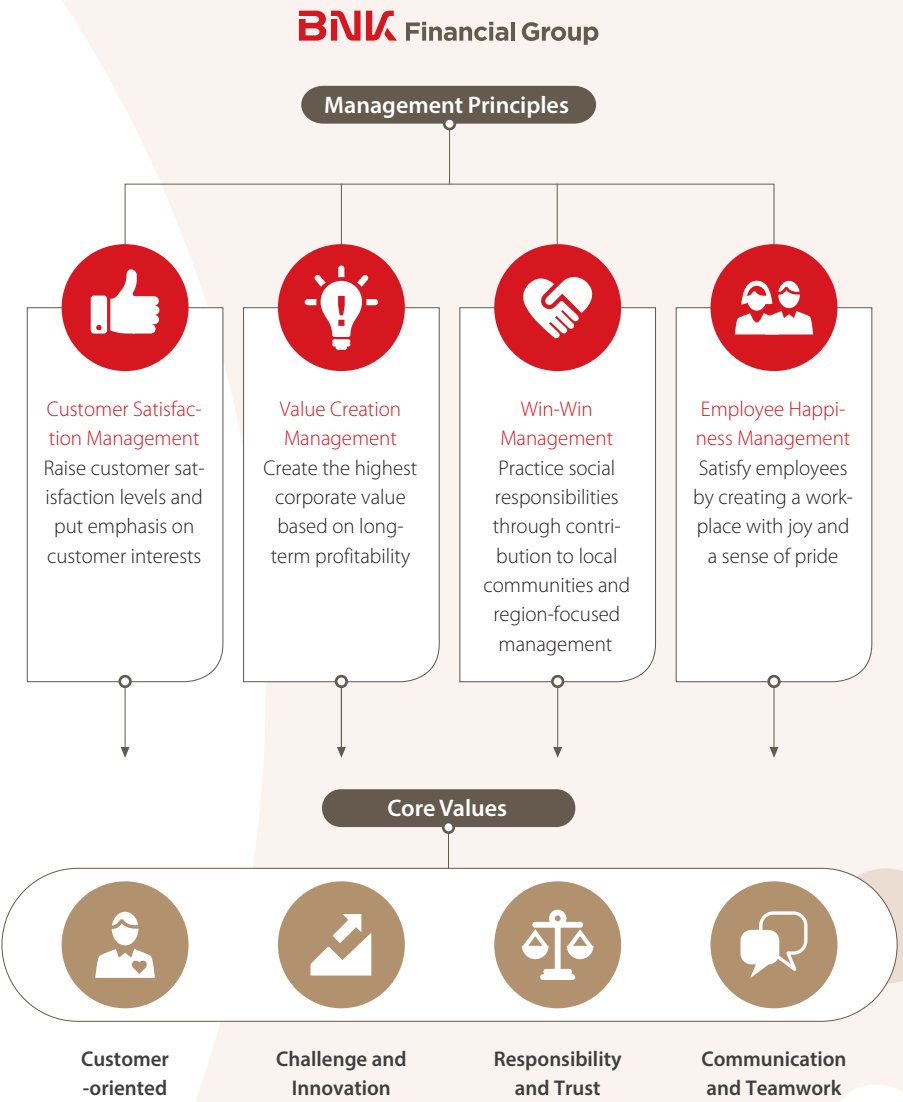 BNK Financial Group
Management Principles
Customer Satisfac-
tion Management
Raise customer sat-
isfaction levels and
put emphasis on
customer interests
Value Creation
Management
Create the highest
corporate value
based on long-
term profitability
Win-Win
Management
Practice social
responsibilities
through contri-
bution to local
communities and
region-focused
management
Employee Happi-
ness Management
Satisfy employees
by creating a work-
place with joy and
a sense of pride
Core Values
Customer
-oriented
Challenge and
Innovation
Responsibility
and Trust
Communication
and Teamwork